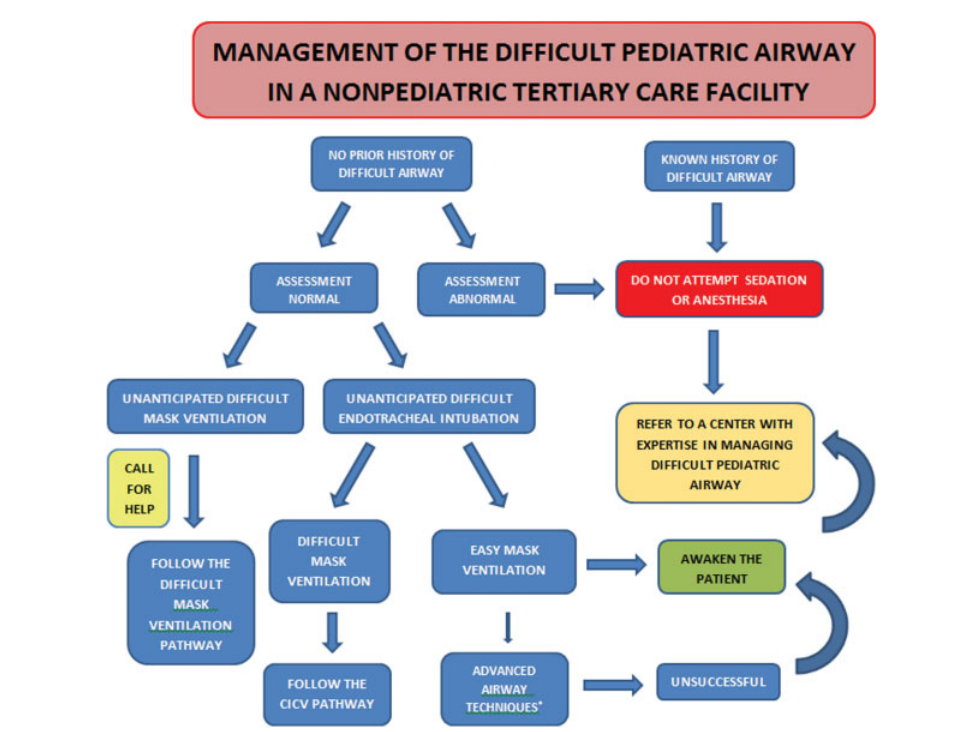 MANAGEMENT OF THE DIFFICULT PEDIATRIC AIRWAY
IN A NONPEDIATRIC TERTIARY CARE FACILITY
NO PRIOR HISTORY OF
DIFFICULT AIRWAY
KNOWN HISTORY OF
DIFFICULT AIRWAY
ASSESSMENT
NORMAL
ASSESSMENT
ABNORMAL
DO NOT ATTEMPT SEDATION
OR ANESTHESIA
UNANTICIPATED DIFFICULT
MASK VENTILATION
UNANTICIPATED DIFFICULT
ENDOTRACHEAL INTUBATION
REFER TO A CENTER WITH
EXPERTISE IN MANAGING
DIFFICULT PEDIATRIC
AIRWAY
CALL
FOR
HELP
FOLLOW THE
DIFFICULT
MASK
VENTILATION
PATHWAY
DIFFICULT
MASK
VENTILATION
EASY MASK
VENTILATION
AWAKEN THE
PATIENT
FOLLOW THE
CICV PATHWAY
ADVANCED
AIRWAY
TECHNIQUES*
UNSUCCESSFUL